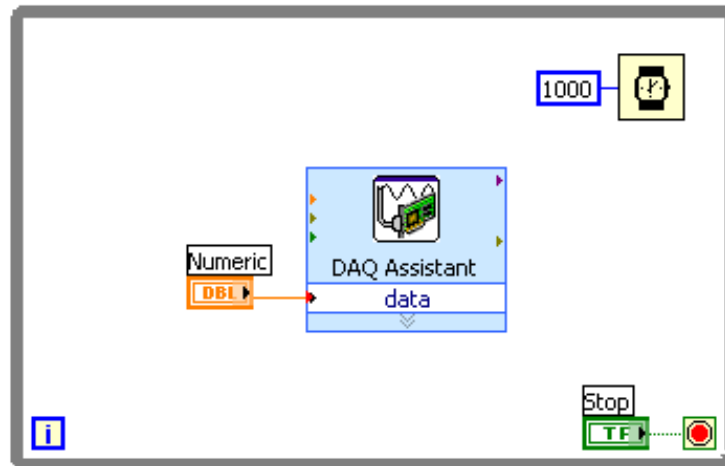 1000
DAQ Assistant
Numeric
DBL
data
Stop
TF
i